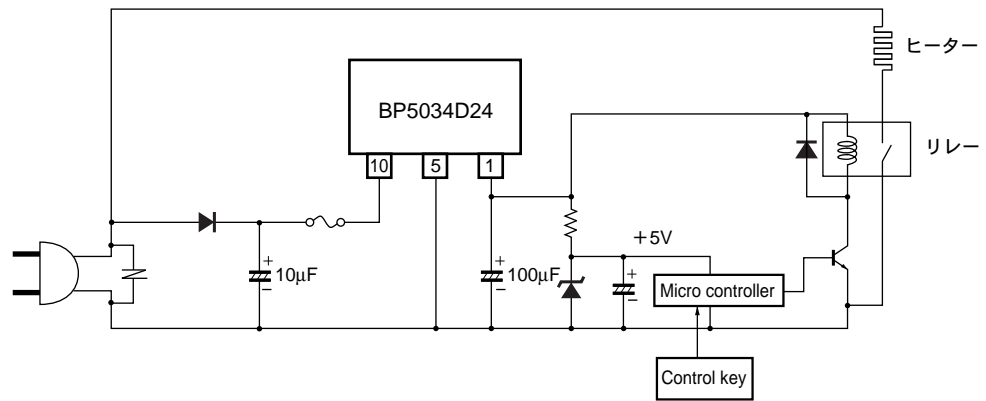 ヒーター
BP5034D24
リレー
10
5
1
+5V
+
10μF
−
+
100μF
−
+
−
Micro controller
Control key